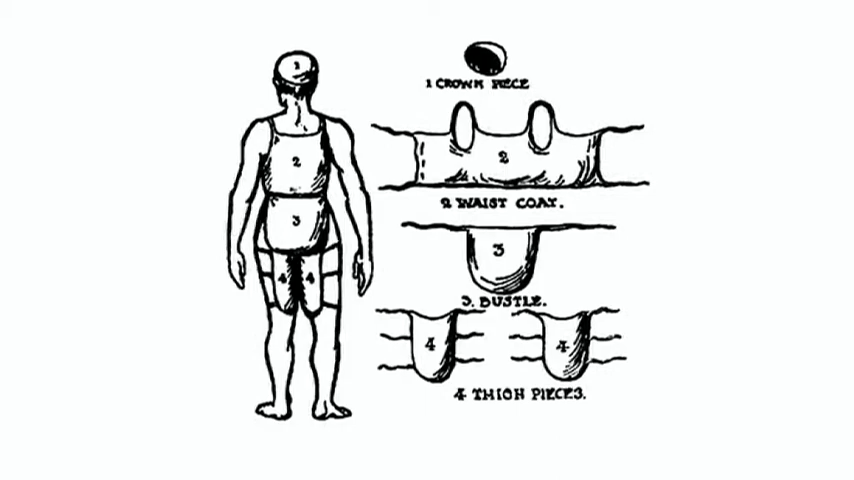 1
2
3
4 4
1 CROWN PIECE
2
2 WAIST COAT.
3
3. BUSTLE.
4 4
4 THIGH PIECES.